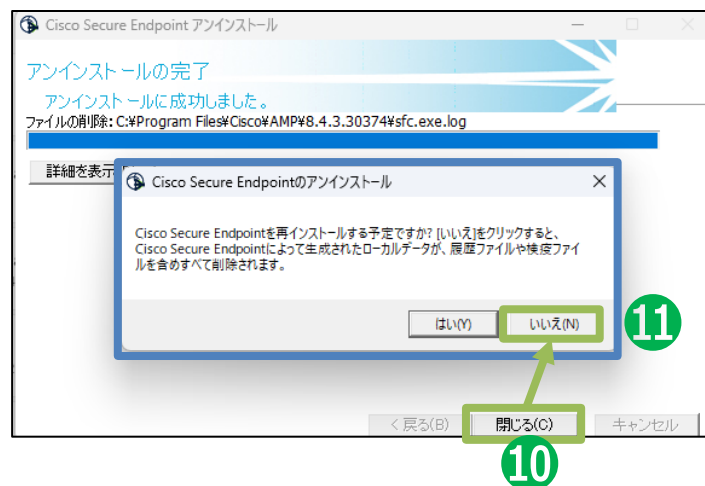 Cisco Secure Endpoint アンインストール
アンインストールの完了
アンインストールに成功しました。
ファイルの削除: C:¥Program Files¥Cisco¥AMP¥8.4.3.30374¥sfc.exe.log
詳細を表示
Cisco Secure Endpointのアンインストール
Cisco Secure Endpointを再インストールする予定ですか? [いいえ]をクリックすると、
Cisco Secure Endpointによって生成されたローカルデータが、履歴ファイルや検疫ファイ
ルを含めすべて削除されます。
はい(Y) いいえ(N)
11
< 戻る(B) 閉じる(C) キャンセル
10